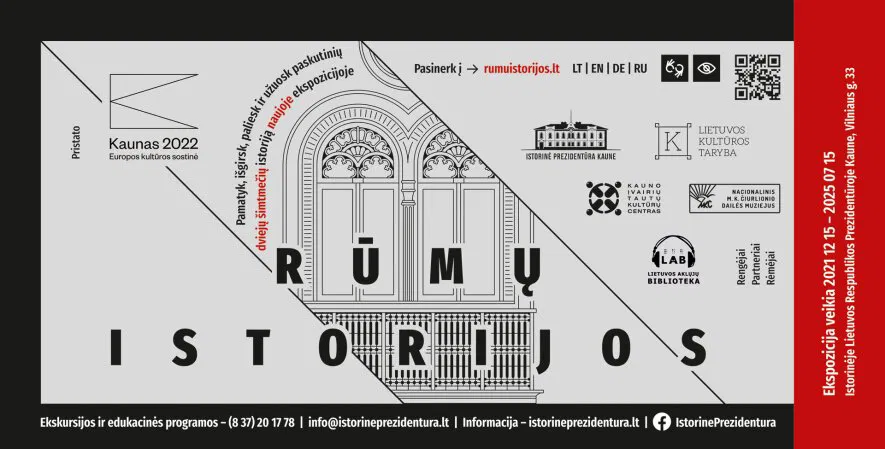 Pristato
Kaunas 2022
Europos kultūros sostinė
Pamatyk, išgirsk, paliesk ir užuosk paskutinių
dviejų šimtmečių istoriją naujoje ekspozicijoje
Pasinerk į → rumuistorijos.lt LT | EN | DE | RU
ISTORINĖ PREZIDENTŪRA KAUNE
K
LIETUVOS
KULTŪROS
TARYBA
KAUNO
ĮVAIRIŲ
TAUTŲ
KULTŪRŲ
CENTRAS
NACIONALINIS
M. K. ČIURLIONIO
DAILĖS MUZIEJUS
LAB
LIETUVOS AKLŲJŲ
BIBLIOTEKA
Rengėjai
Partneriai
Rėmėjai
RŪMŲ
ISTORIJOS
Ekspozicija veikia 2021 12 15 – 2025 07 15
Istorinėje Lietuvos Respublikos Prezidentūroje Kaune, Vilniaus g. 33
Ekskursijos ir edukacinės programos – (8 37) 20 17 78 | info@istorineprezidentura.lt | Informacija – istorineprezidentura.lt | IstorinePrezidentura